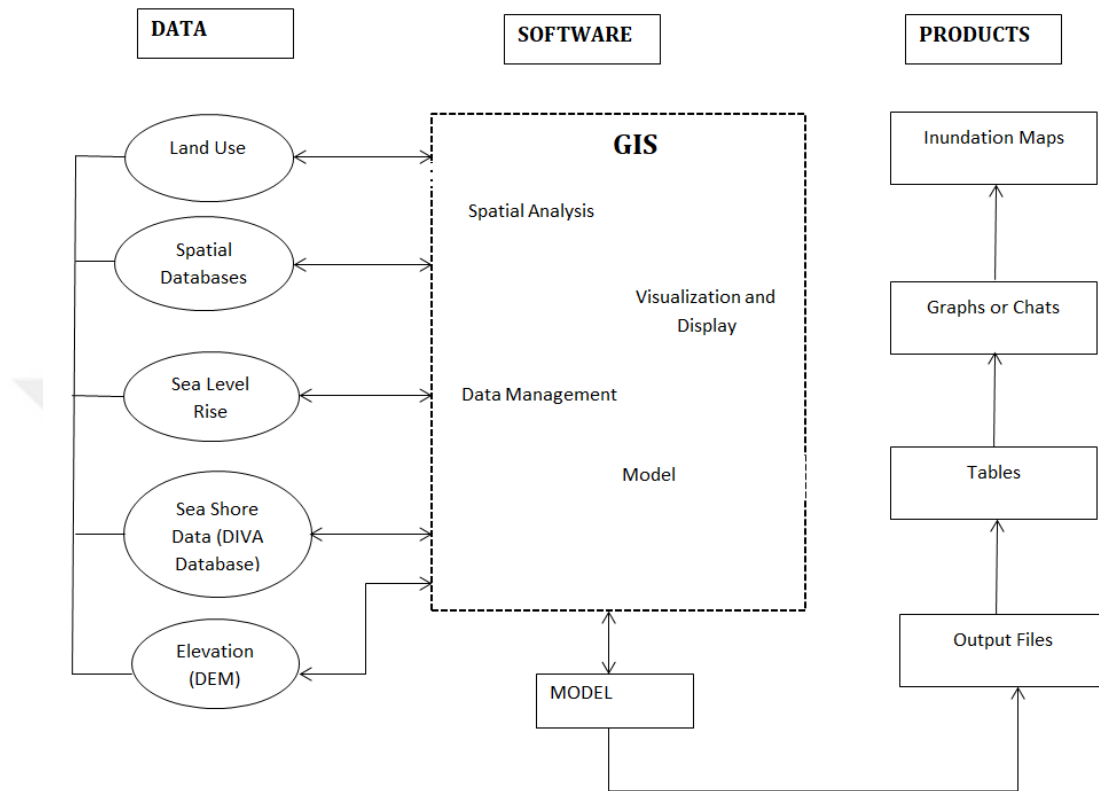 DATA
SOFTWARE
PRODUCTS
Land Use
Spatial
Databases
Sea Level
Rise
Sea Shore
Data (DIVA
Database)
Elevation
(DEM)
GIS
Spatial Analysis
Visualization and
Display
Data Management
Model
MODEL
Inundation Maps
Graphs or Chats
Tables
Output Files